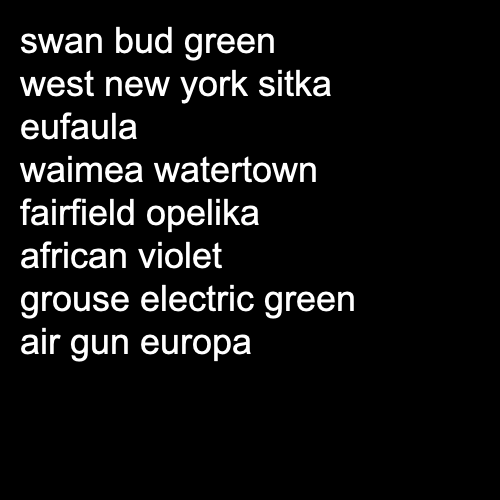 swan bud green
west new york sitka
eufaula
waimea watertown
fairfield opelika
african violet
grouse electric green
air gun europa